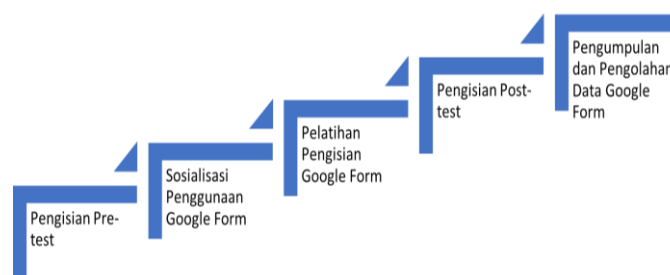 Pengisian Pre-
test
Sosialisasi
Penggunaan
Google Form
Pelatihan
Pengisian
Google Form
Pengisian Post-
test
Pengumpulan
dan Pengolahan
Data Google
Form